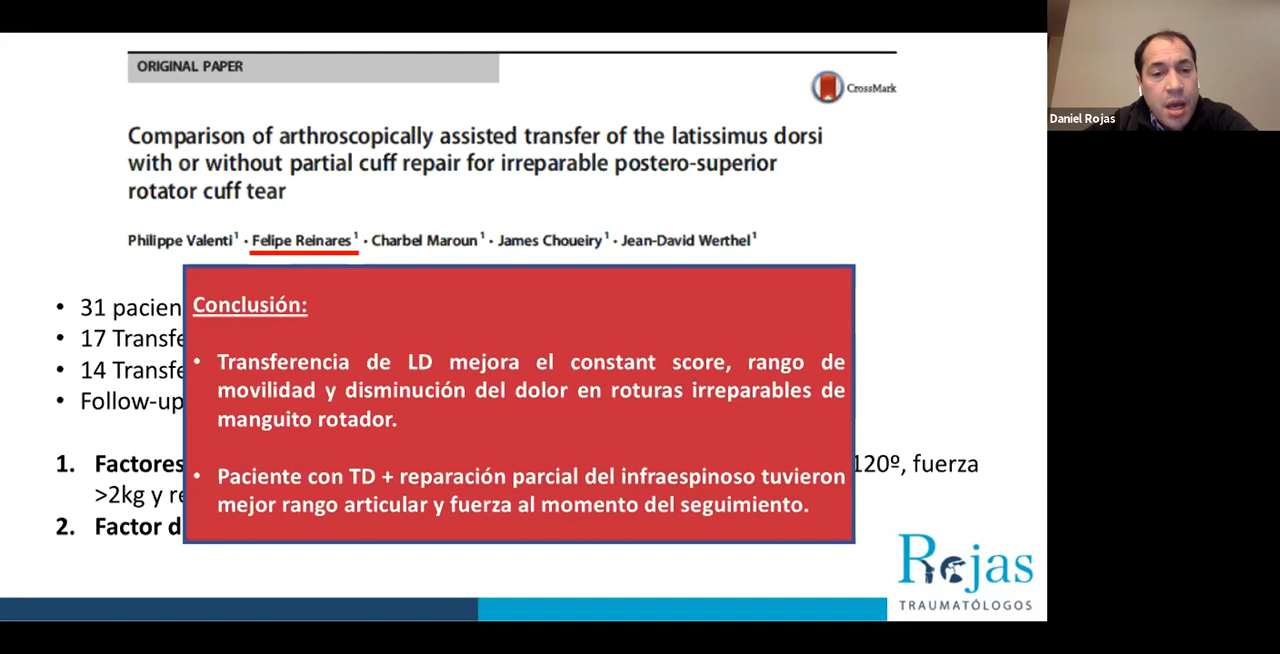 ORIGINAL PAPER
CrossMark
Comparison of arthroscopically assisted transfer of the latissimus dorsi
with or without partial cuff repair for irreparable postero-superior
rotator cuff tear
Philippe Valenti¹ · Felipe Reinares¹ · Charbel Maroun¹ · James Choueiry¹ · Jean-David Werthel¹
• 31 pacien
• 17 Transfe
• 14 Transfe
• Follow-up
1. Factores 120º, fuerza
>2kg y re
2. Factor d
Conclusión:
• Transferencia de LD mejora el constant score, rango de
movilidad y disminución del dolor en roturas irreparables de
manguito rotador.
• Paciente con TD + reparación parcial del infraespinoso tuvieron
mejor rango articular y fuerza al momento del seguimiento.
Rojas
TRAUMATÓLOGOS
Daniel Rojas